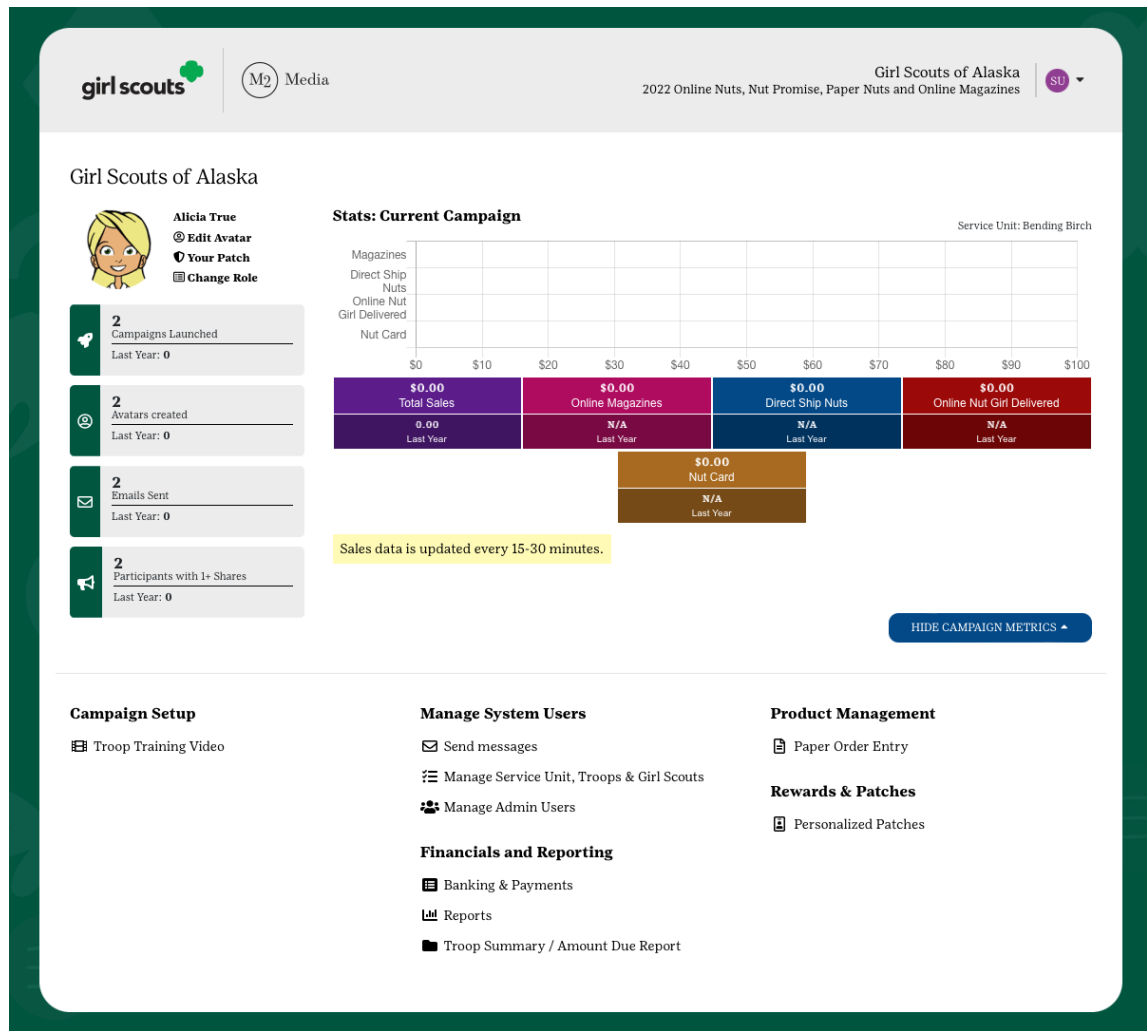 girl scouts
M2 Media
Girl Scouts of Alaska
2022 Online Nuts, Nut Promise, Paper Nuts and Online Magazines
SU
Girl Scouts of Alaska
Alicia True
Edit Avatar
Your Patch
Change Role
2
Campaigns Launched
Last Year: 0
2
Avatars created
Last Year: 0
2
Emails Sent
Last Year: 0
2
Participants with 1+ Shares
Last Year: 0
Stats: Current Campaign
Service Unit: Bending Birch
Magazines
Direct Ship
Nuts
Online Nut
Girl Delivered
Nut Card
$0 $10 $20 $30 $40 $50 $60 $70 $80 $90 $100
$0.00 $0.00 $0.00 $0.00
Total Sales Online Magazines Direct Ship Nuts Online Nut Girl Delivered
0.00 N/A N/A N/A
Last Year Last Year Last Year Last Year
$0.00
Nut Card
N/A
Last Year
Sales data is updated every 15-30 minutes.
HIDE CAMPAIGN METRICS
Campaign Setup
Troop Training Video
Manage System Users
Send messages
Manage Service Unit, Troops & Girl Scouts
Manage Admin Users
Financials and Reporting
Banking & Payments
Reports
Troop Summary / Amount Due Report
Product Management
Paper Order Entry
Rewards & Patches
Personalized Patches